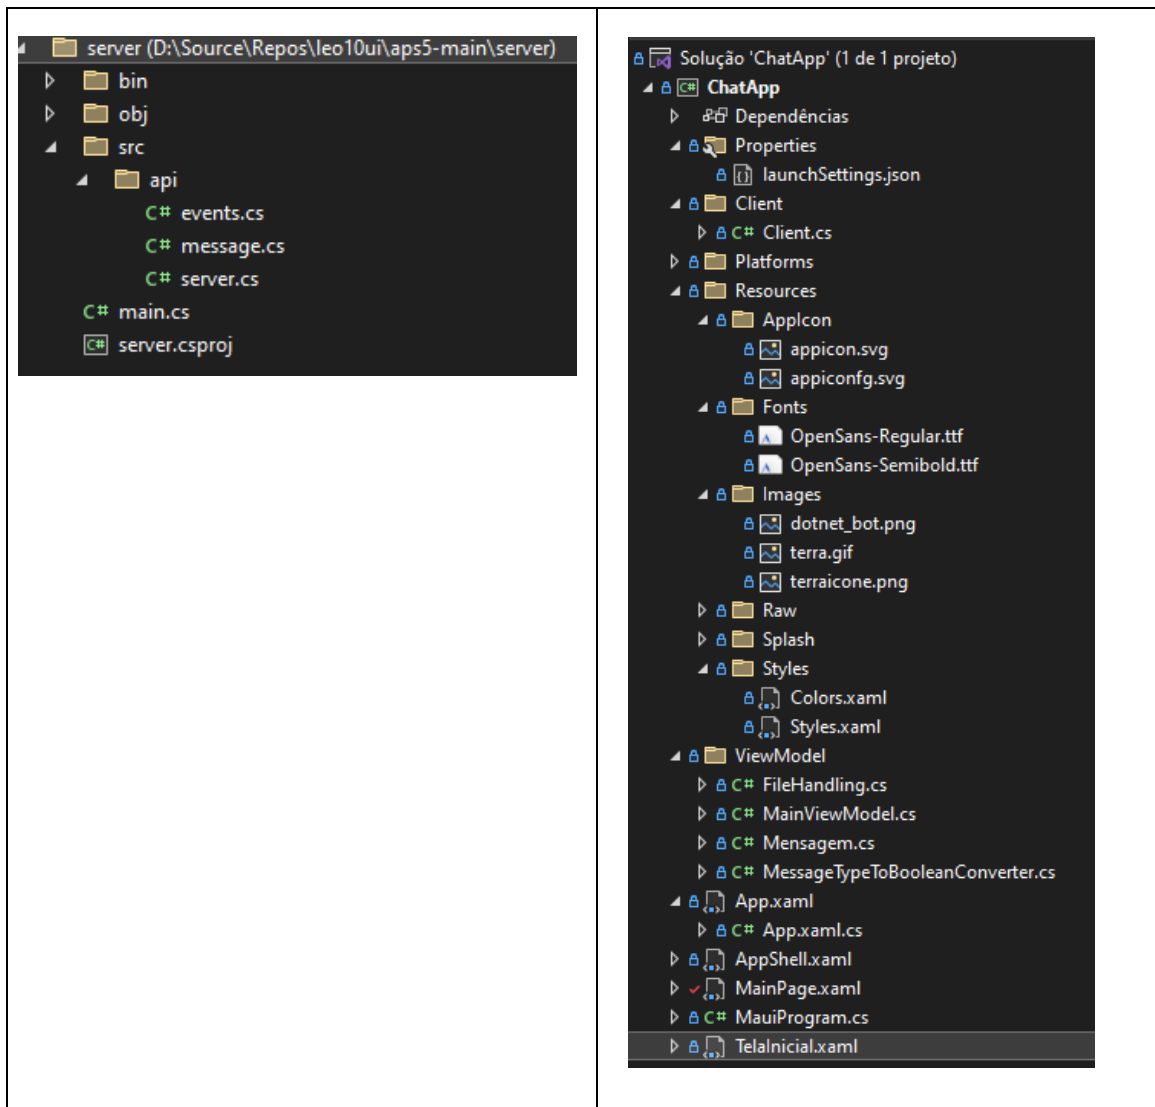 server (D:\Source\Repos\leo10ui\aps5-main\server)
bin
obj
src
api
C# events.cs
C# message.cs
C# server.cs
C# main.cs
C# server.csproj
Solução 'ChatApp' (1 de 1 projeto)
C# ChatApp
Dependências
Properties
launchSettings.json
Client
C# Client.cs
Platforms
Resources
AppIcon
appicon.svg
appiconfg.svg
Fonts
OpenSans-Regular.ttf
OpenSans-Semibold.ttf
Images
dotnet_bot.png
terra.gif
terraicone.png
Raw
Splash
Styles
Colors.xaml
Styles.xaml
ViewModel
C# FileHandling.cs
C# MainViewModel.cs
C# Mensagem.cs
C# MessageTypeToBooleanConverter.cs
App.xaml
C# App.xaml.cs
AppShell.xaml
MainPage.xaml
C# MauiProgram.cs
TelaInicial.xaml